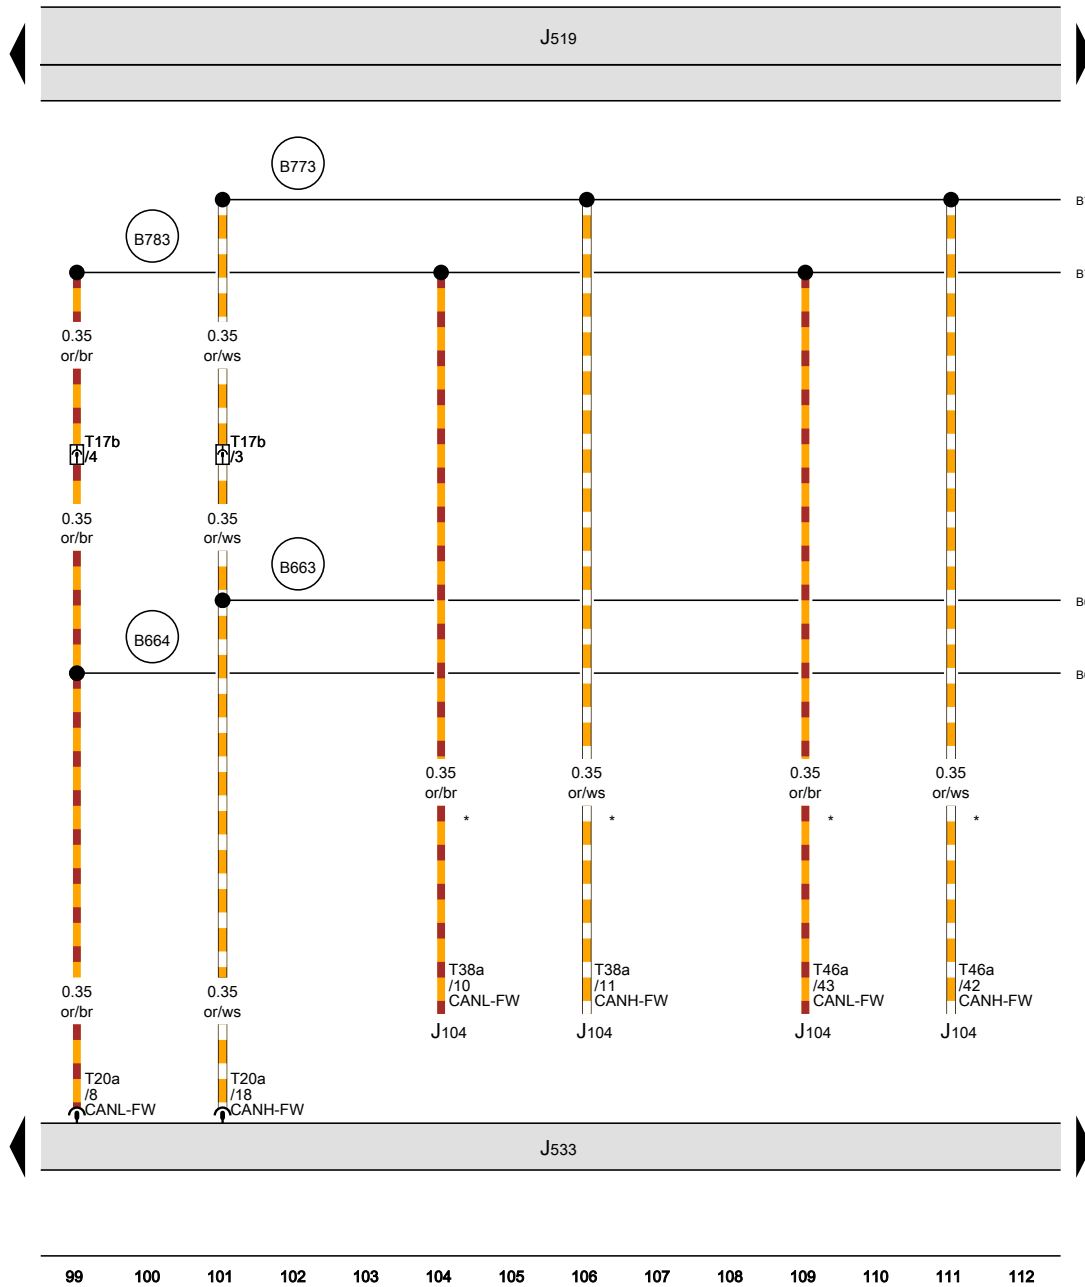 J519
B773
B783
0.35
or/br
0.35
or/ws
T17b
/4
T17b
/3
0.35
or/br
0.35
or/ws
B663
B664
0.35
or/br
*
0.35
or/ws
*
0.35
or/br
*
0.35
or/ws
*
T38a
/10
CANL-FW
T38a
/11
CANH-FW
T46a
/43
CANL-FW
T46a
/42
CANH-FW
0.35
or/br
0.35
or/ws
J104
J104
J104
J104
T20a
/8
CANL-FW
T20a
/18
CANH-FW
J533
99 100 101 102 103 104 105 106 107 108 109 110 111 112